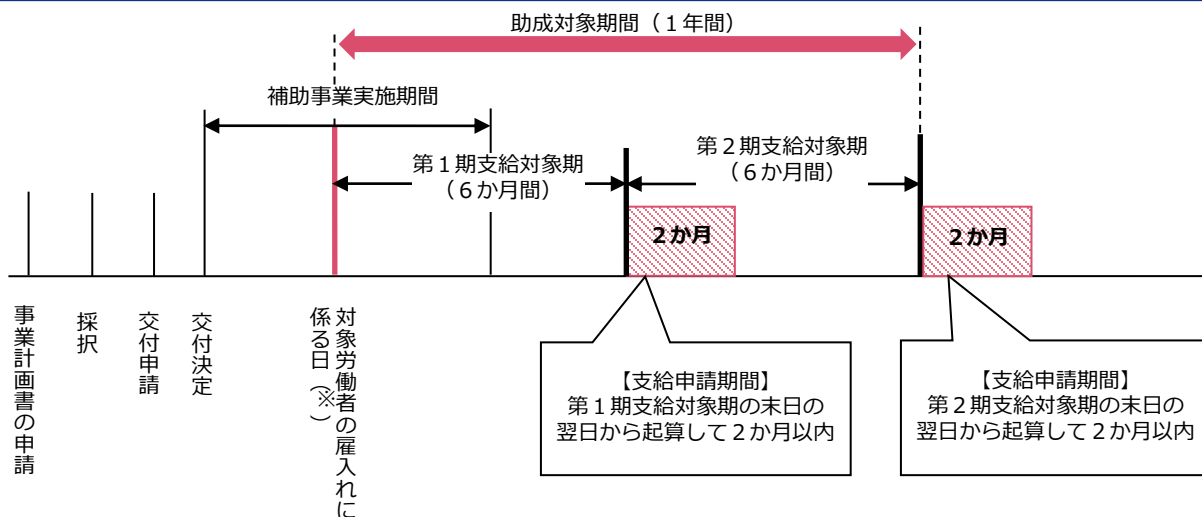 助成対象期間（１年間）
補助事業実施期間
第１期支給対象期
（６か月間）
第２期支給対象期
（６か月間）
２か月
２か月
事業計画書の申請
採択
交付申請
交付決定
対象労働者の雇入れに
係る日（※）
【支給申請期間】
第１期支給対象期の末日の
翌日から起算して２か月以内
【支給申請期間】
第２期支給対象期の末日の
翌日から起算して２か月以内